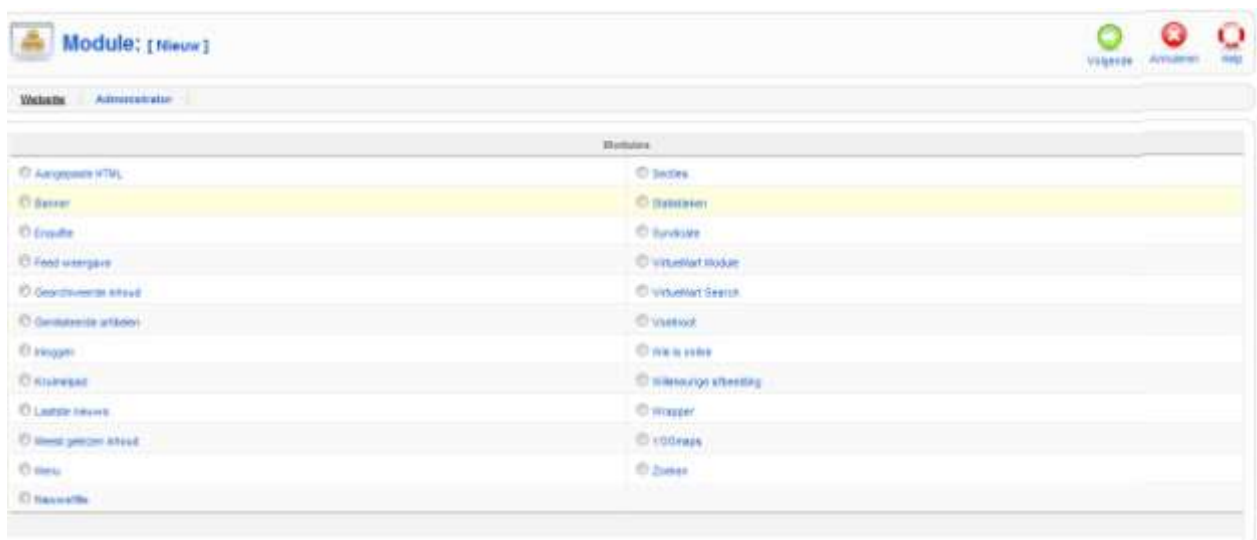 Module: [ Nieuw ]
Volgende
Annuleren
Help
Website
Administrator
Modules
Aangepaste HTML
Banner
Enquête
Feed weergave
Gearchiveerde inhoud
Gerelateerde artikelen
Inloggen
Kruimelpad
Laatste nieuws
Meest gelezen inhoud
Menu
Nieuwsflits
Secties
Statistieken
Syndicate
VirtueMart Module
VirtueMart Search
Voettekst
Wie is online
Willekeurige afbeelding
Wrapper
Zoeken